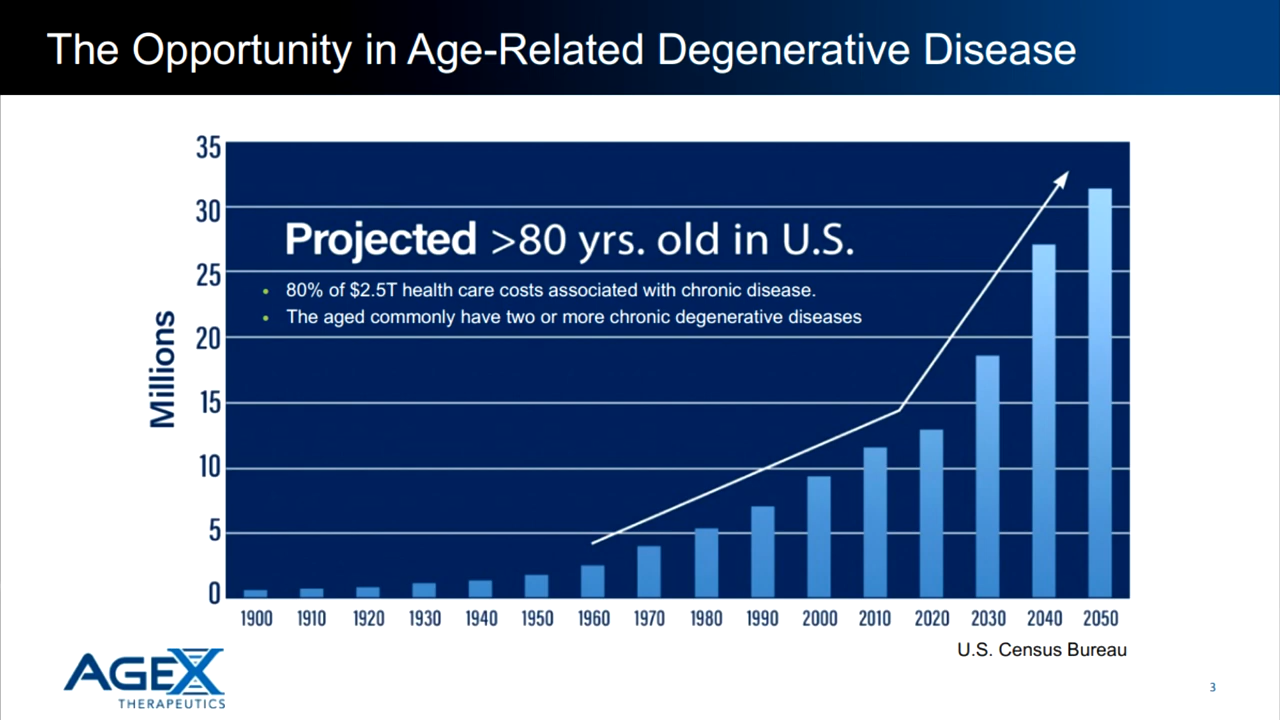 The Opportunity in Age-Related Degenerative Disease
35
30
25
20
15
10
5
0
Millions
Projected >80 yrs. old in U.S.
• 80% of $2.5T health care costs associated with chronic disease.
• The aged commonly have two or more chronic degenerative diseases
1900 1910 1920 1930 1940 1950 1960 1970 1980 1990 2000 2010 2020 2030 2040 2050
U.S. Census Bureau
AGEX
THERAPEUTICS
3